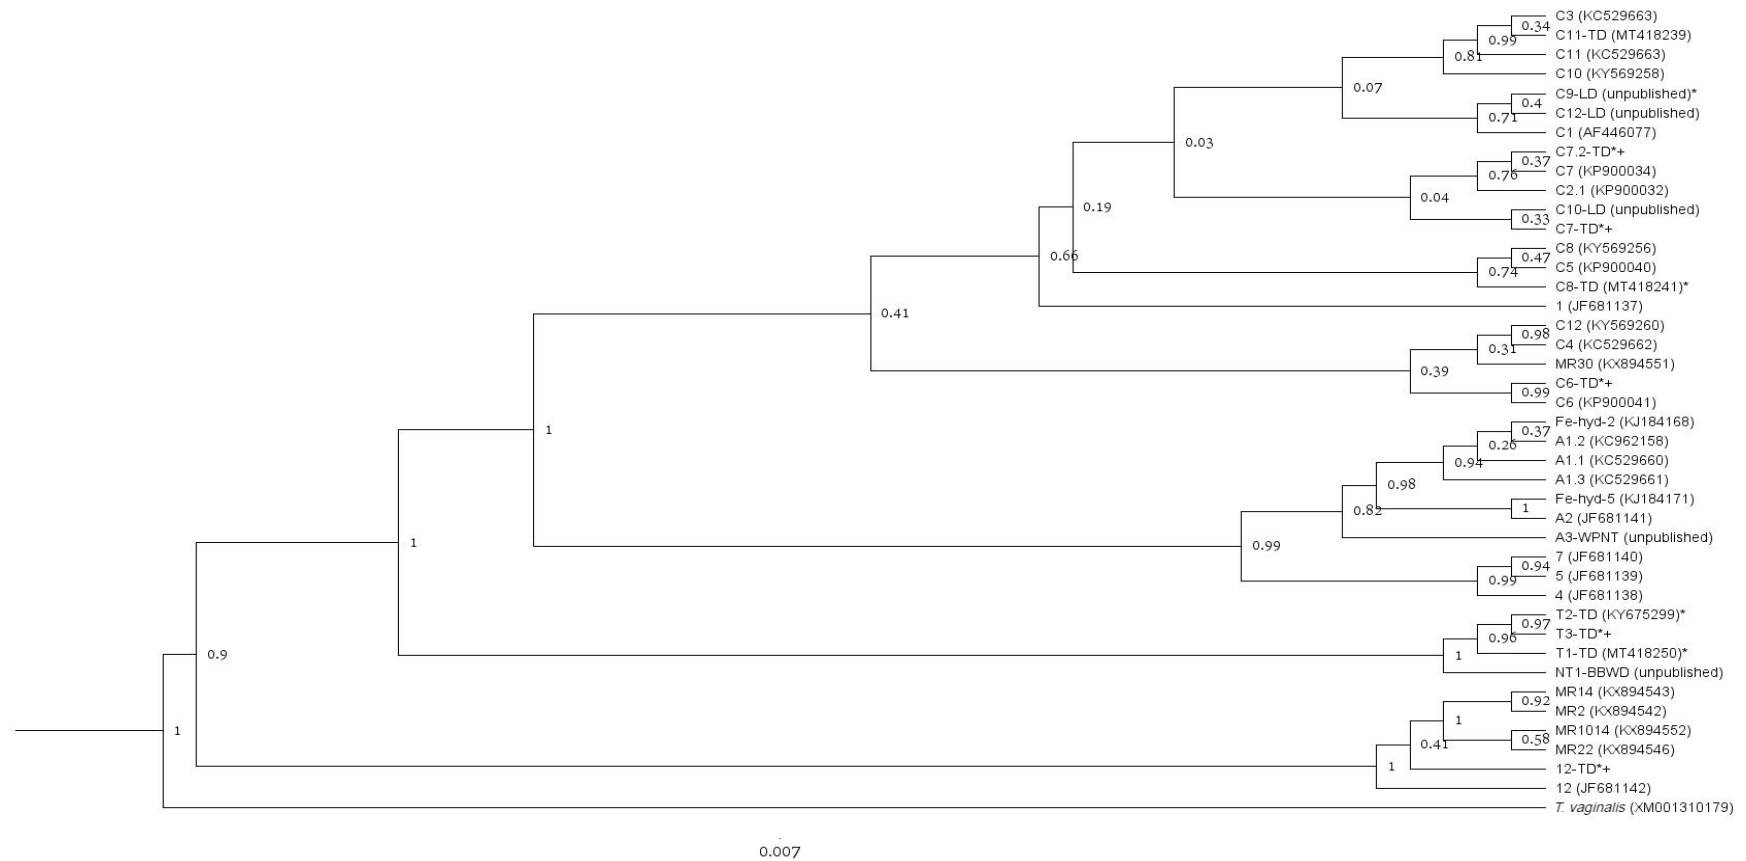 C3 (KC529663)
0.34
C11-TD (MT418239)
0.99
C11 (KC529663)
0.81
C10 (KY569258)
0.07
C9-LD (unpublished)*
0.4
C12-LD (unpublished)
0.71
C1 (AF446077)
0.03
C7.2-TD*+
0.37
C7 (KP900034)
0.76
C2.1 (KP900032)
0.04
C10-LD (unpublished)
0.33
C7-TD*+
0.19
C8 (KY569256)
0.47
C5 (KP900040)
0.74
C8-TD (MT418241)*
0.66
1 (JF681137)
0.41
C12 (KY569260)
0.98
C4 (KC529662)
0.31
MR30 (KX894551)
0.39
C6-TD*+
0.99
C6 (KP900041)
1
Fe-hyd-2 (KJ184168)
0.37
A1.2 (KC962158)
0.26
A1.1 (KC529660)
0.94
A1.3 (KC529661)
0.98
Fe-hyd-5 (KJ184171)
1
A2 (JF681141)
0.82
A3-WPNT (unpublished)
0.99
7 (JF681140)
0.94
5 (JF681139)
0.99
4 (JF681138)
1
T2-TD (KY675299)*
0.97
T3-TD*+
0.96
T1-TD (MT418250)*
1
NT1-BBWD (unpublished)
0.9
MR14 (KX894543)
0.92
MR2 (KX894542)
1
MR1014 (KX894552)
0.58
MR22 (KX894546)
0.41
12-TD*+
1
12 (JF681142)
1
T. vaginalis (XM001310179)
0.007